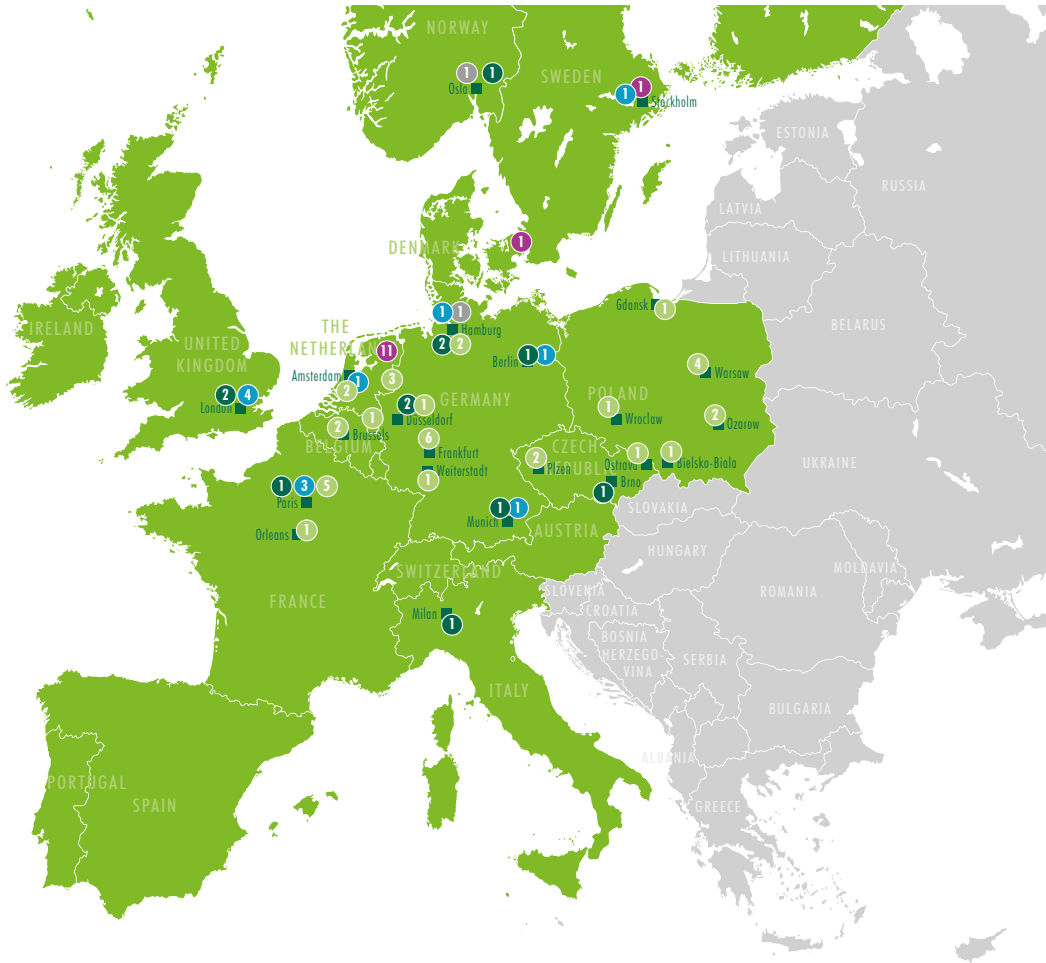 NORWAY
1 1
Oslo
SWEDEN
1
1
Stockholm
ESTONIA
RUSSIA
LATVIA
LITHUANIA
DENMARK
1
BELARUS
1 1
Hamburg
2 2
Gdansk
1
IRELAND
UNITED
KINGDOM
THE
NETHERLAN
11
Amsterdam
1
2
3
Berlin
1 1
4
Warsaw
2 4
London
GERMANY
2 1
Düsseldorf
POLAND
1
Wroclaw
2
Ozarow
2
1
Brussels
BELGIUM
6
Frankfurt
Weiterstadt
1
CZECH
REPUBLIC
2
Plzen
1
Ostrava
1
Bielsko-Biala
Brno
1
UKRAINE
1 3 5
Paris
Orleans
1
1 1
Munich
AUSTRIA
SLOVAKIA
HUNGARY
MOLDAVIA
SWITZERLAND
SLOVENIA
CROATIA
ROMANIA
FRANCE
Milan
1
BOSNIA
HERZEGO-
VINA
SERBIA
ITALY
BULGARIA
ALBANIA
PORTUGAL
SPAIN
GREECE